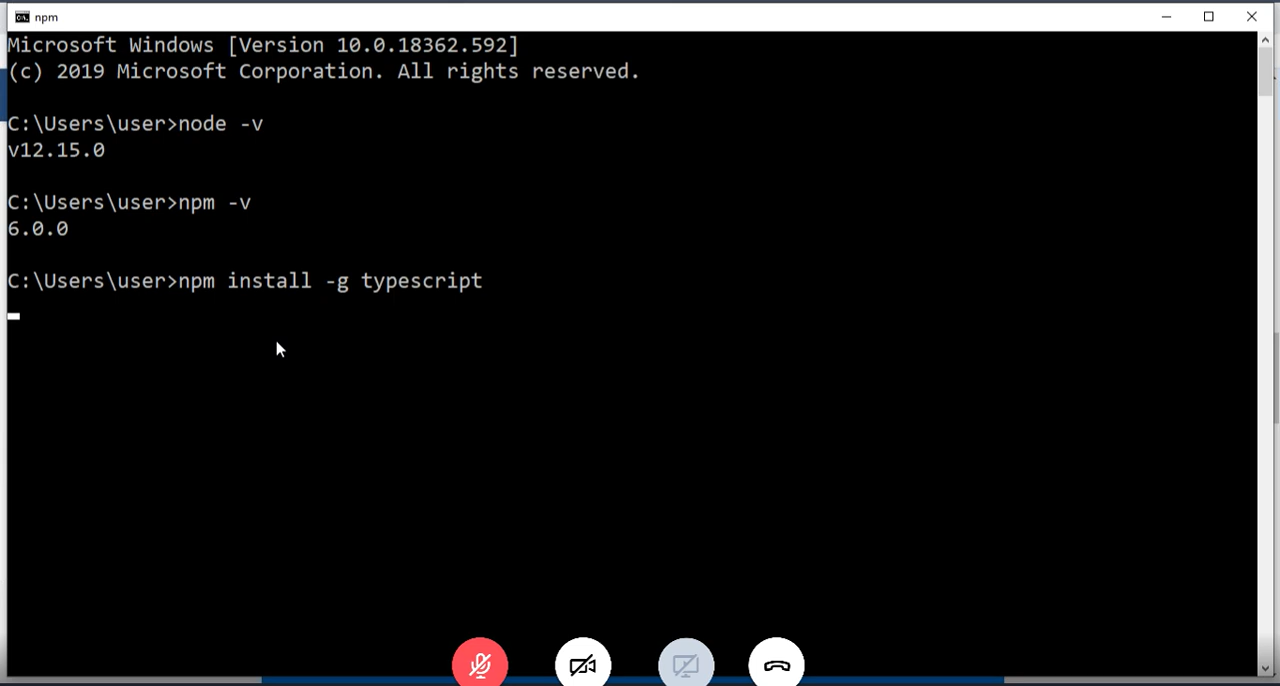 npm
Microsoft Windows [Version 10.0.18362.592]
(c) 2019 Microsoft Corporation. All rights reserved.
C:\Users\user>node -v
v12.15.0
C:\Users\user>npm -v
6.0.0
C:\Users\user>npm install -g typescript